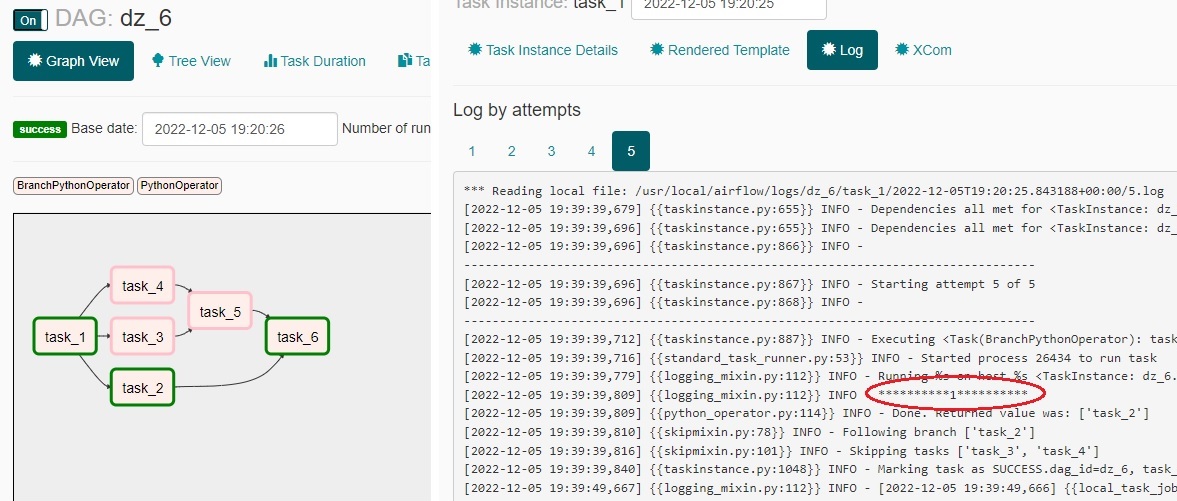 On DAG: dz_6
Graph View Tree View Task Duration Ta
success Base date: 2022-12-05 19:20:26 Number of run
BranchPythonOperator PythonOperator
task_4
task_5
task_1 task_3 task_6
task_2
Task Instance: task_1 2022-12-05 19:20:25
Task Instance Details Rendered Template Log XCom
Log by attempts
1 2 3 4 5
*** Reading local file: /usr/local/airflow/logs/dz_6/task_1/2022-12-05T19:20:25.843188+00:00/5.log
[2022-12-05 19:39:39,679] {{taskinstance.py:655}} INFO - Dependencies all met for <TaskInstance: dz_
[2022-12-05 19:39:39,696] {{taskinstance.py:655}} INFO - Dependencies all met for <TaskInstance: dz_
[2022-12-05 19:39:39,696] {{taskinstance.py:866}} INFO -
--------------------------------------------------------------------------------
[2022-12-05 19:39:39,696] {{taskinstance.py:867}} INFO - Starting attempt 5 of 5
[2022-12-05 19:39:39,696] {{taskinstance.py:868}} INFO -
--------------------------------------------------------------------------------
[2022-12-05 19:39:39,712] {{taskinstance.py:887}} INFO - Executing <Task(BranchPythonOperator): task
[2022-12-05 19:39:39,716] {{standard_task_runner.py:53}} INFO - Started process 26434 to run task
[2022-12-05 19:39:39,779] {{logging_mixin.py:112}} INFO - Running %s on host %s <TaskInstance: dz_6.
[2022-12-05 19:39:39,809] {{logging_mixin.py:112}} INFO **********1**********
[2022-12-05 19:39:39,809] {{python_operator.py:114}} INFO - Done. Returned value was: ['task_2']
[2022-12-05 19:39:39,810] {{skipmixin.py:78}} INFO - Following branch ['task_2']
[2022-12-05 19:39:39,816] {{skipmixin.py:101}} INFO - Skipping tasks ['task_3', 'task_4']
[2022-12-05 19:39:39,840] {{taskinstance.py:1048}} INFO - Marking task as SUCCESS.dag_id=dz_6, task_
[2022-12-05 19:39:49,667] {{logging_mixin.py:112}} INFO - [2022-12-05 19:39:49,666] {{local_task_job